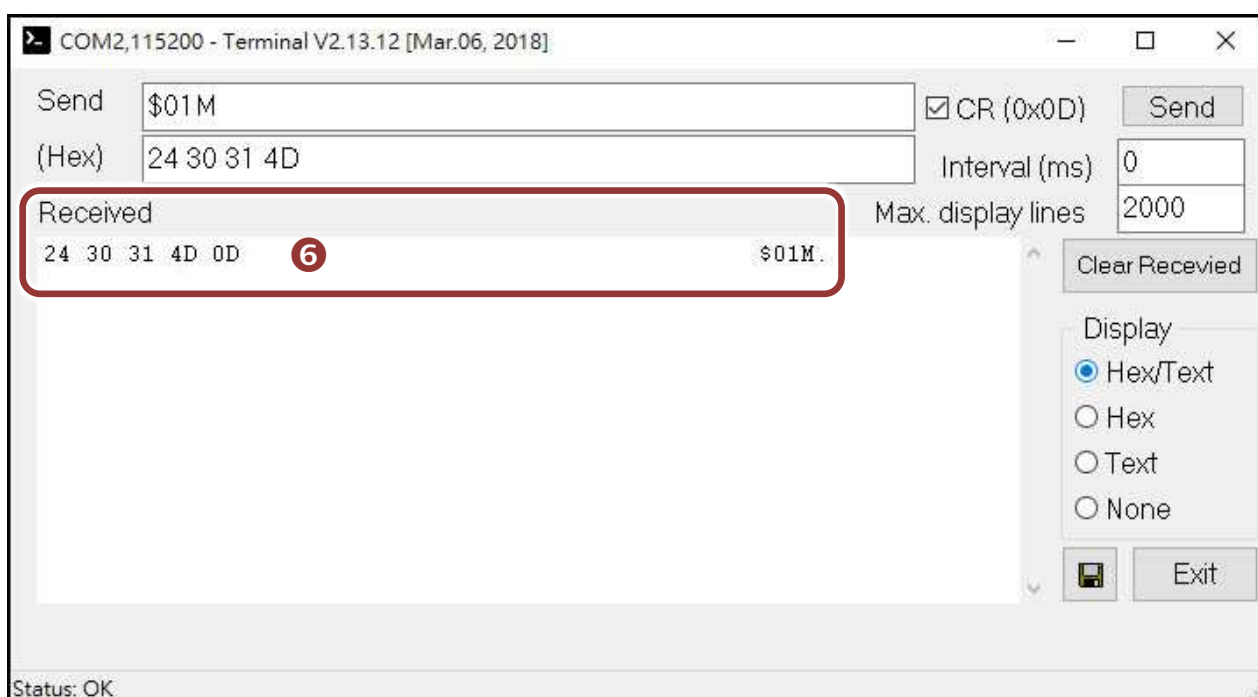 COM2,115200 - Terminal V2.13.12 [Mar.06, 2018]
Send $01M CR (0x0D) Send
(Hex) 24 30 31 4D Interval (ms) 0
Received Max. display lines 2000
24 30 31 4D 0D 6 $01M. Clear Recevied
Display
Hex/Text
Hex
Text
None
Exit
Status: OK